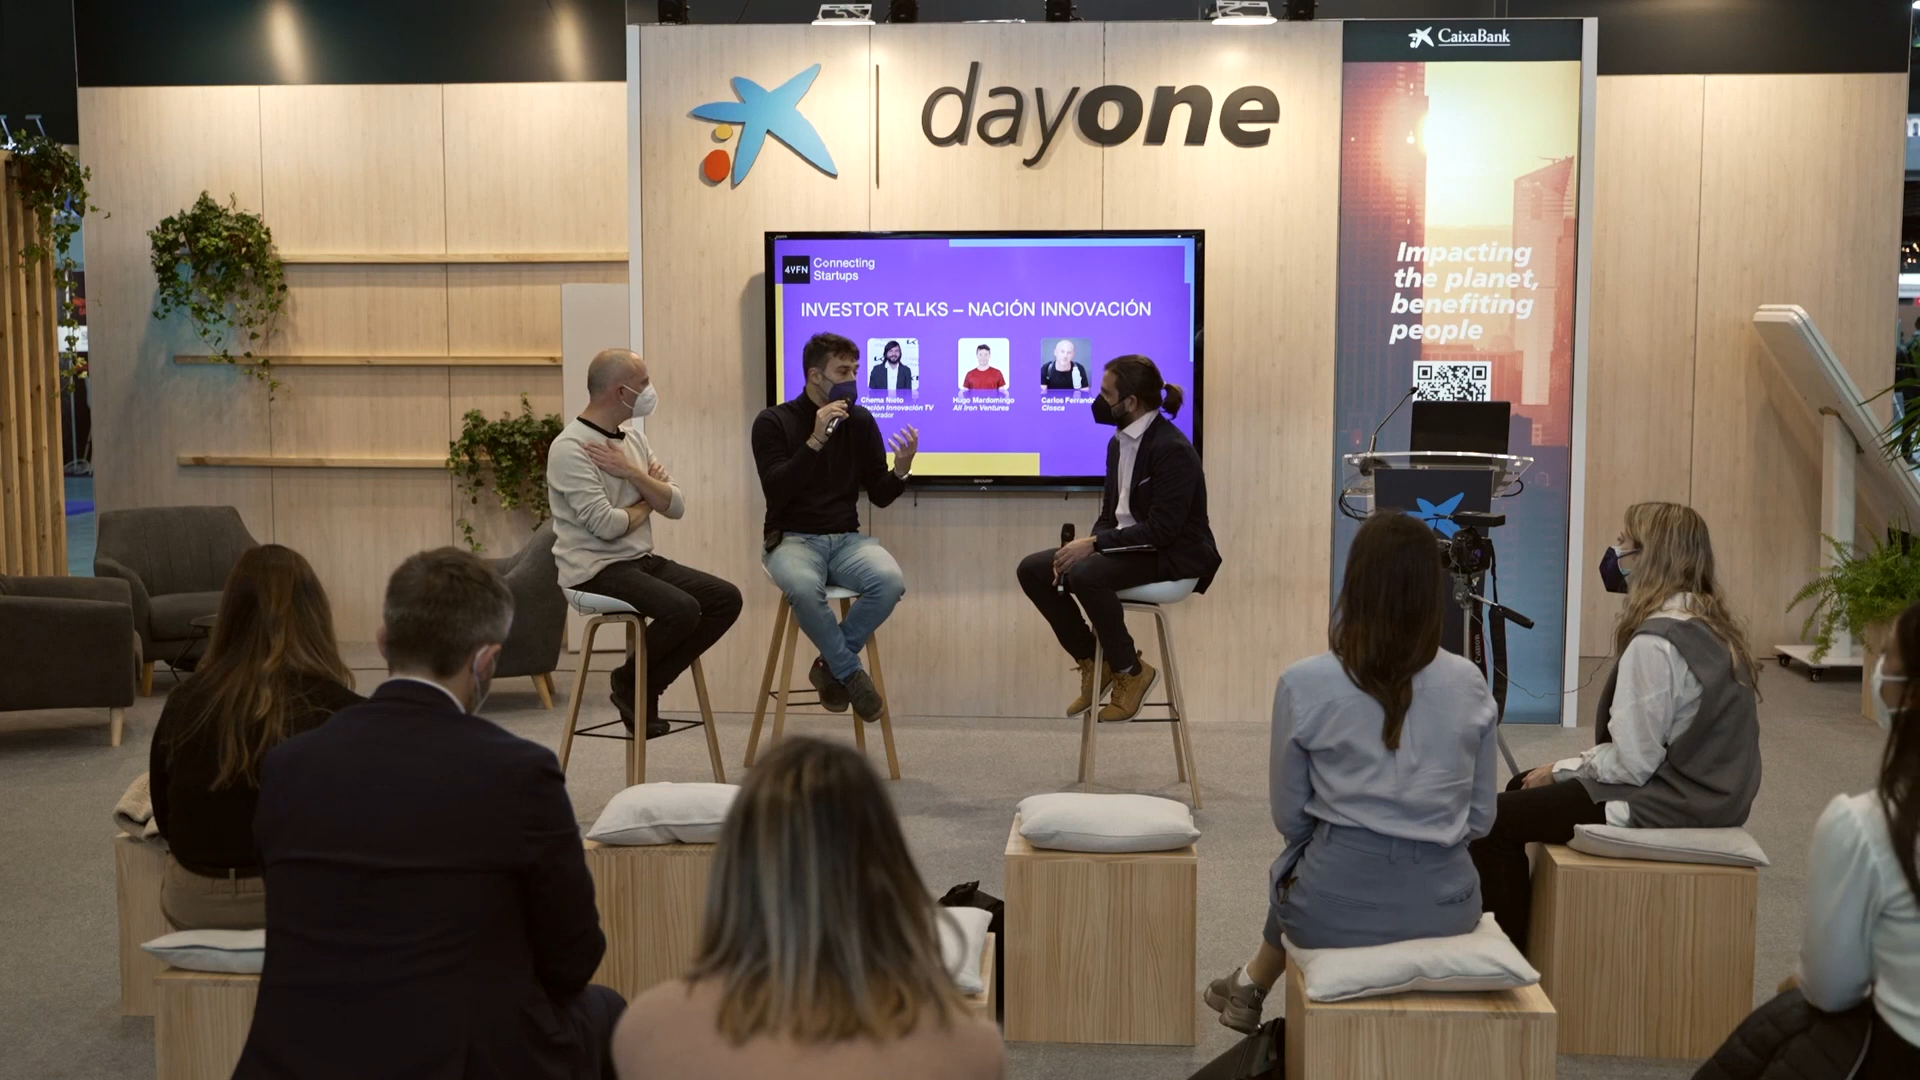 CaixaBank
dayone
4YFN
Connecting
Startups
INVESTOR TALKS – NACIÓN INNOVACIÓN
Chema Nieto
Nación Innovación TV
Hugo Mardomingo
All Iron Ventures
Carlos Ferrando
Closca
SHARP
Impacting
the planet,
benefiting
people
Canon